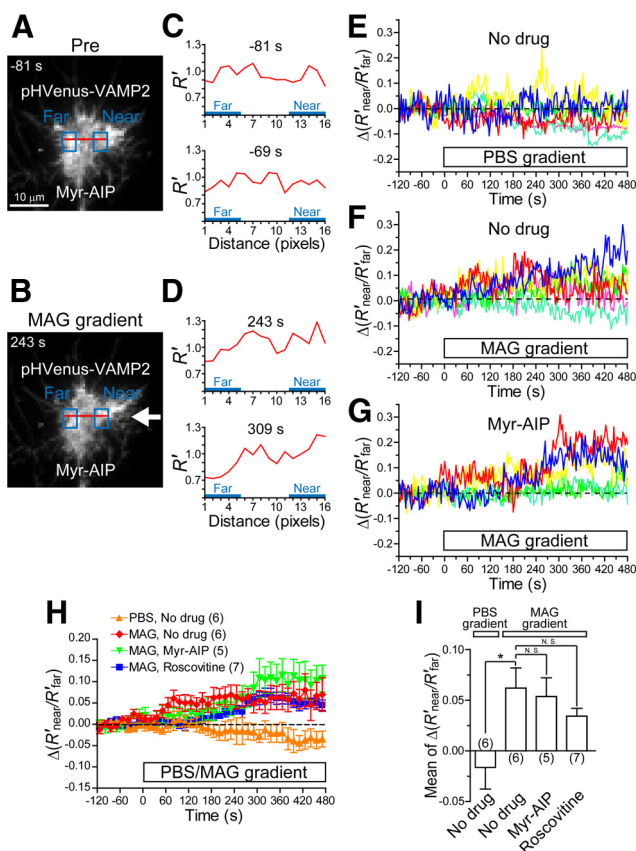 A
Pre
-81 s
pHVenus-VAMP2
Far
Near
Myr-AIP
10 µm
B
MAG gradient
243 s
pHVenus-VAMP2
Far
Near
Myr-AIP
C
-81 s
R′
1.3
1.0
0.7
Far
Near
1 4 7 10 13 16
-69 s
R′
1.3
1.0
0.7
Far
Near
1 4 7 10 13 16
Distance (pixels)
D
243 s
R′
1.3
1.0
0.7
Far
Near
1 4 7 10 13 16
309 s
R′
1.3
1.0
0.7
Far
Near
1 4 7 10 13 16
Distance (pixels)
E
No drug
Δ(R′near/R′far)
0.3
0.2
0.1
0.0
-0.1
-0.2
PBS gradient
-120 -60 0 60 120 180 240 300 360 420 480
Time (s)
F
No drug
Δ(R′near/R′far)
0.3
0.2
0.1
0.0
-0.1
-0.2
MAG gradient
-120 -60 0 60 120 180 240 300 360 420 480
Time (s)
G
Myr-AIP
Δ(R′near/R′far)
0.3
0.2
0.1
0.0
-0.1
-0.2
MAG gradient
-120 -60 0 60 120 180 240 300 360 420 480
Time (s)
H
PBS, No drug (6)
MAG, No drug (6)
MAG, Myr-AIP (5)
MAG, Roscovitine (7)
Δ(R′near/R′far)
0.20
0.15
0.10
0.05
0.00
-0.05
-0.10
-0.15
PBS/MAG gradient
-120 -60 0 60 120 180 240 300 360 420 480
Time (s)
I
PBS gradient
MAG gradient
N. S.
N. S.
*
Mean of Δ(R′near/R′far)
0.10
0.05
0.00
-0.05
(6)
(6)
(5)
(7)
No drug
No drug
Myr-AIP
Roscovitine